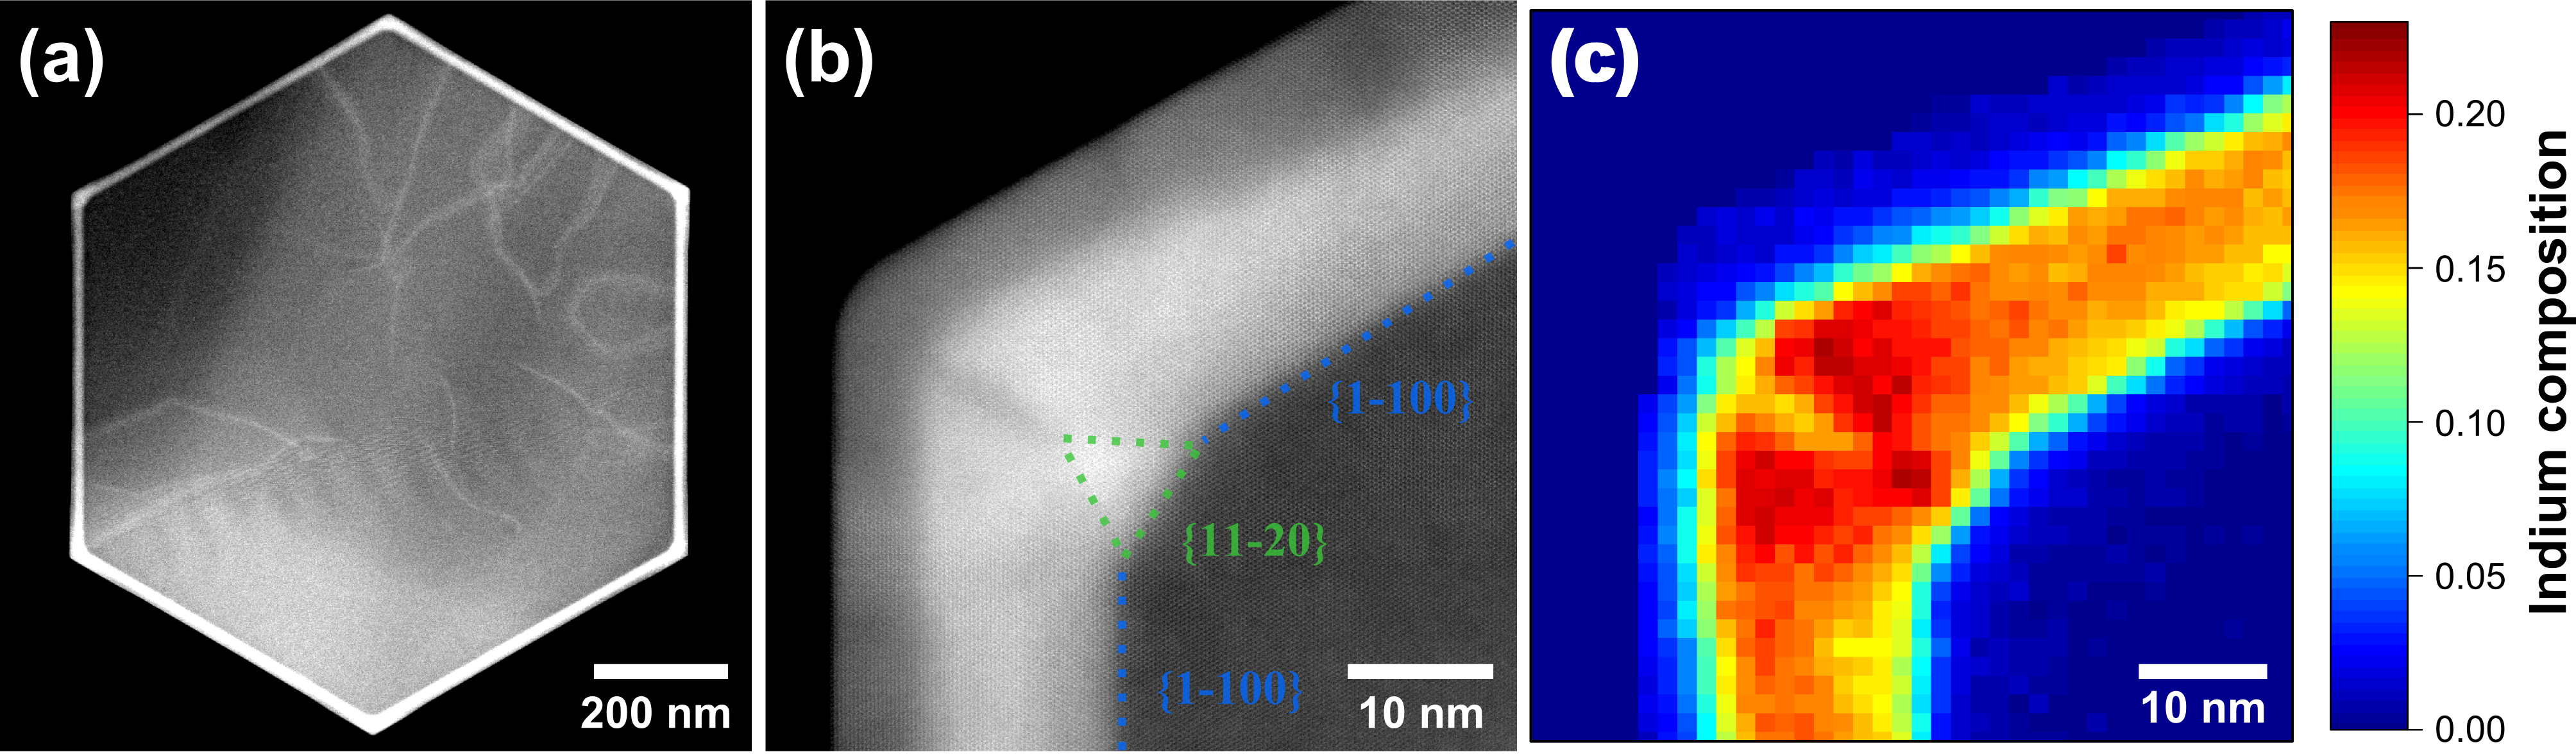 (a)
200 nm
(b)
{1-100}
{11-20}
{1-100}
10 nm
(c)
10 nm
0.20
0.15
0.10
0.05
0.00
Indium composition